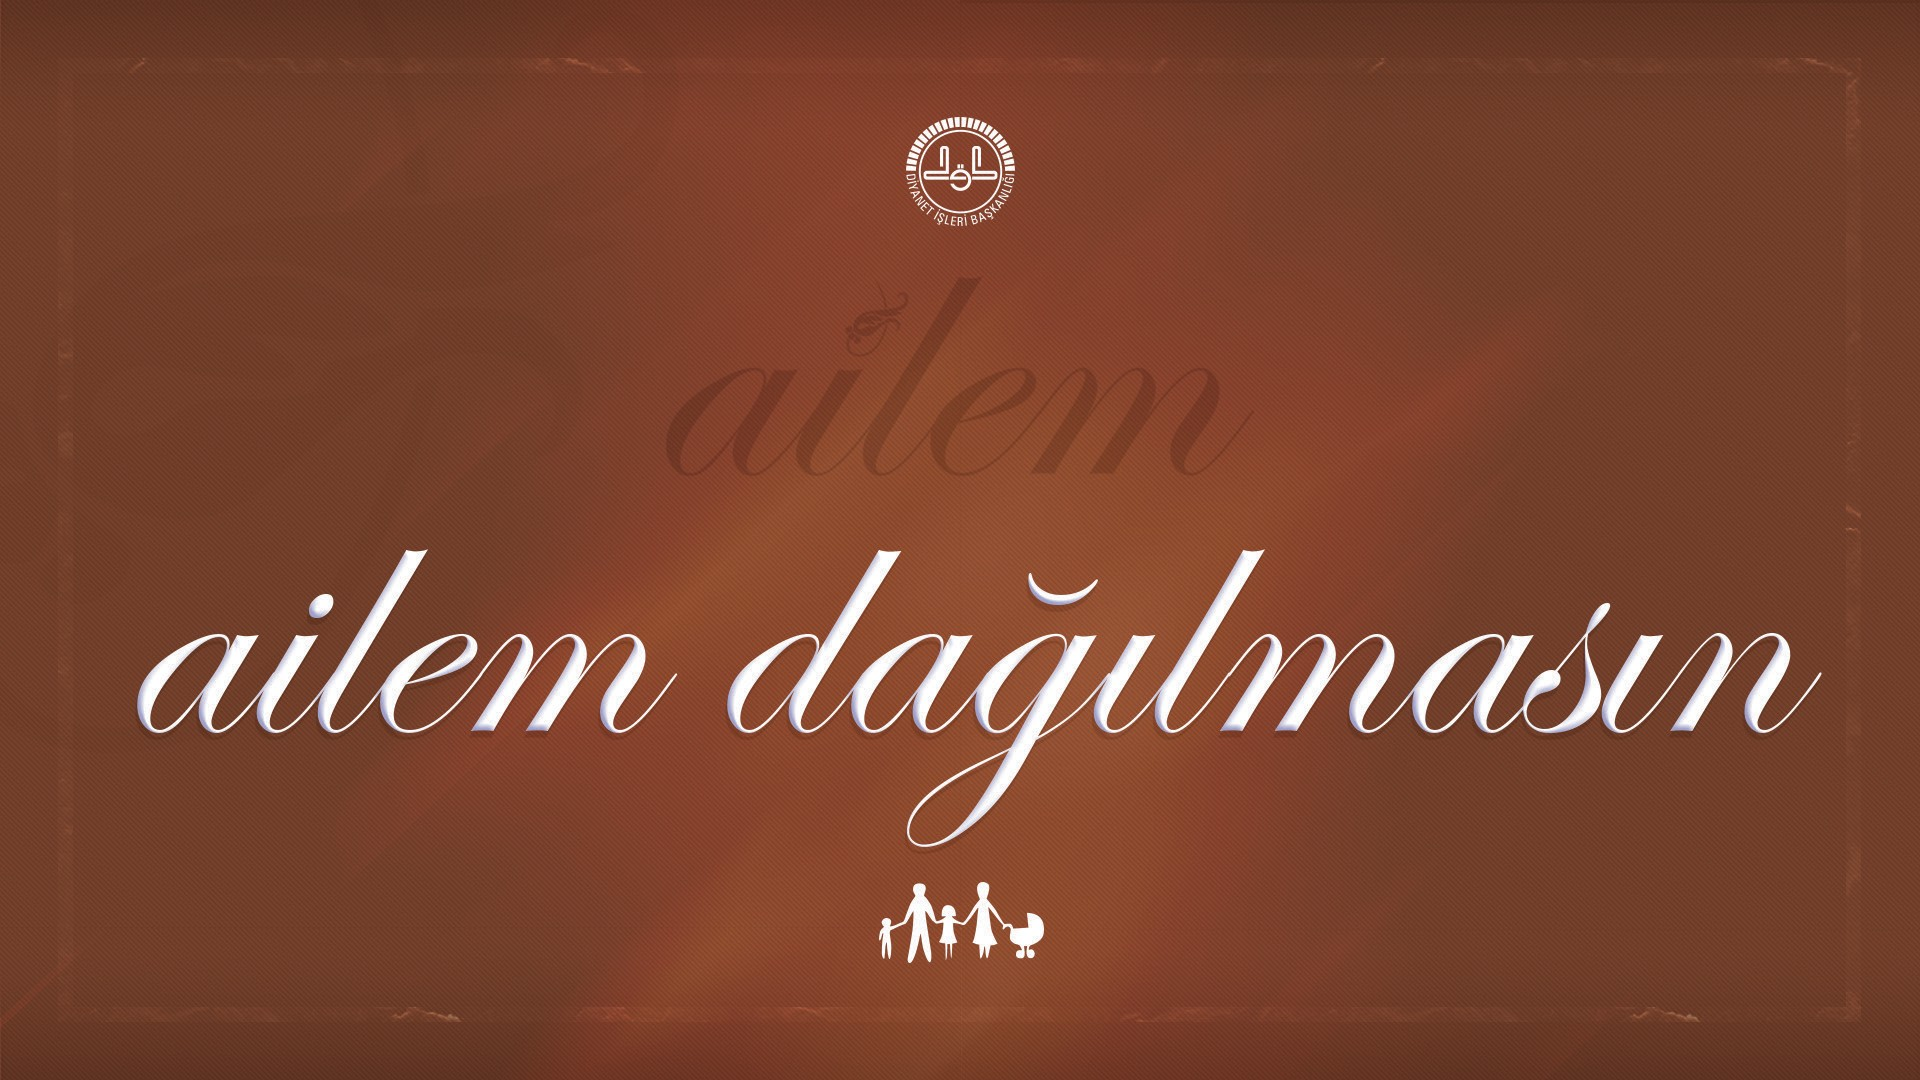 DİYANET İŞLERİ BAŞKANLIĞI
ailem
ailem dağılmasın